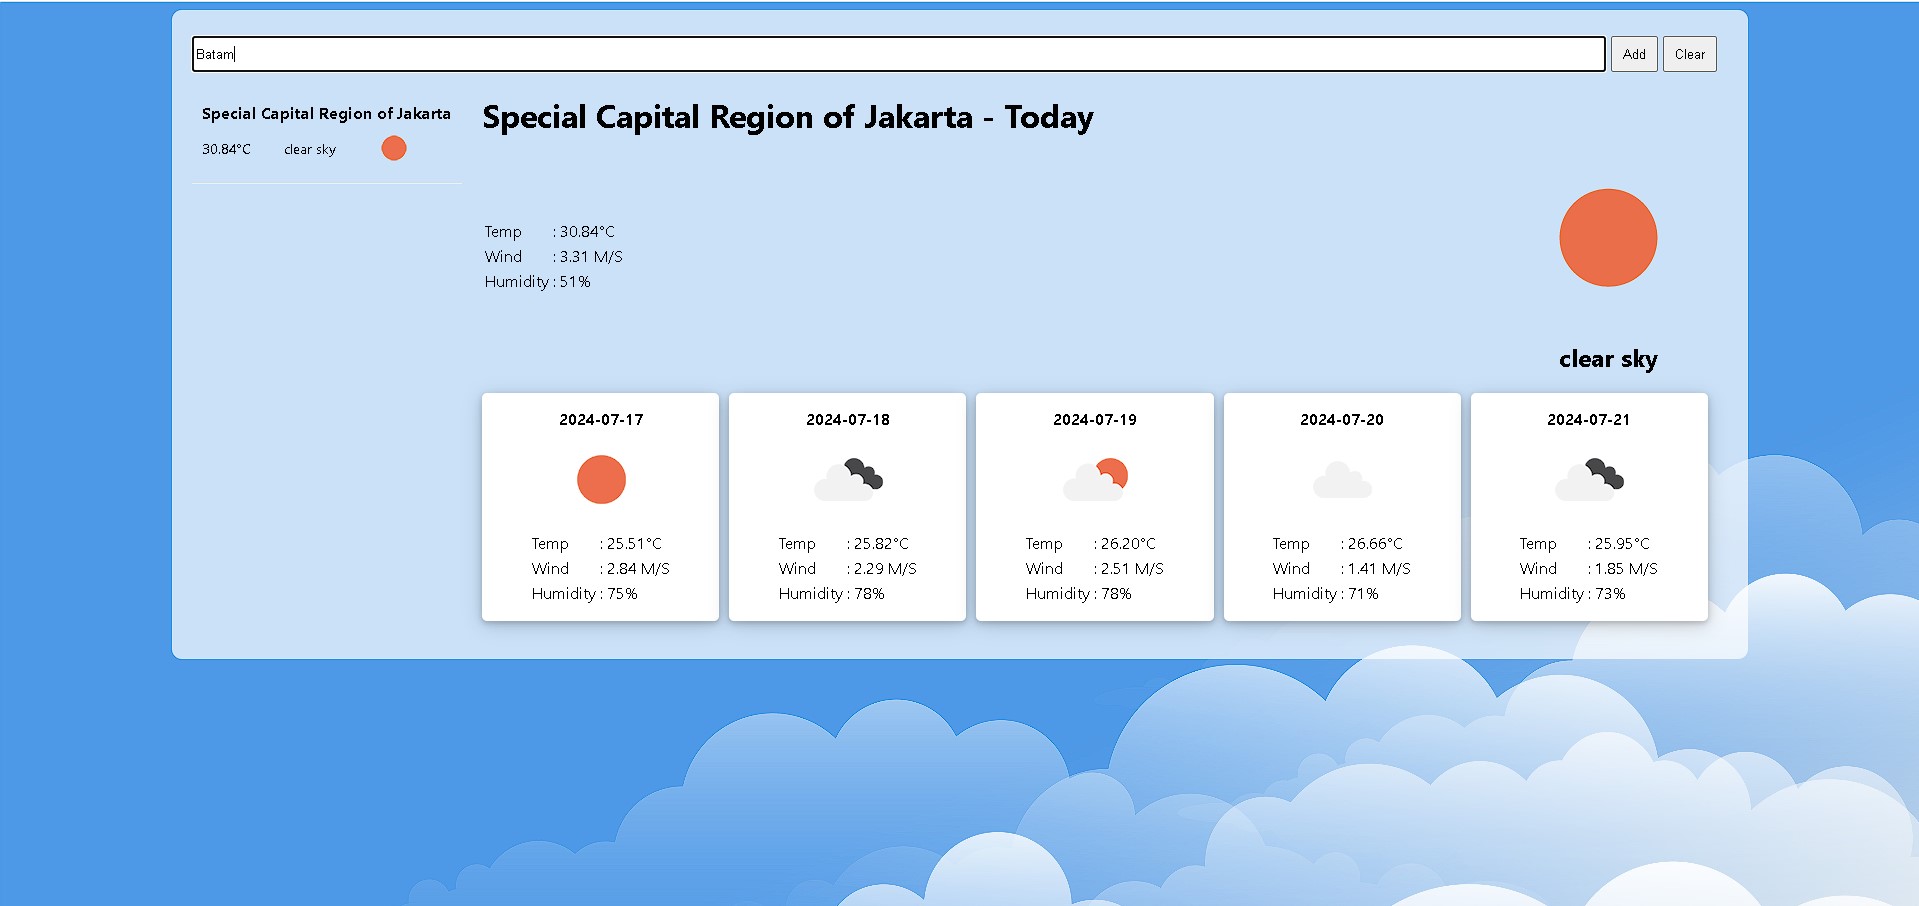 Batam
Add
Clear
Special Capital Region of Jakarta
30.84°C clear sky
Special Capital Region of Jakarta - Today
Temp : 30.84°C
Wind : 3.31 M/S
Humidity : 51%
clear sky
2024-07-17
Temp : 25.51°C
Wind : 2.84 M/S
Humidity : 75%
2024-07-18
Temp : 25.82°C
Wind : 2.29 M/S
Humidity : 78%
2024-07-19
Temp : 26.20°C
Wind : 2.51 M/S
Humidity : 78%
2024-07-20
Temp : 26.66°C
Wind : 1.41 M/S
Humidity : 71%
2024-07-21
Temp : 25.95°C
Wind : 1.85 M/S
Humidity : 73%